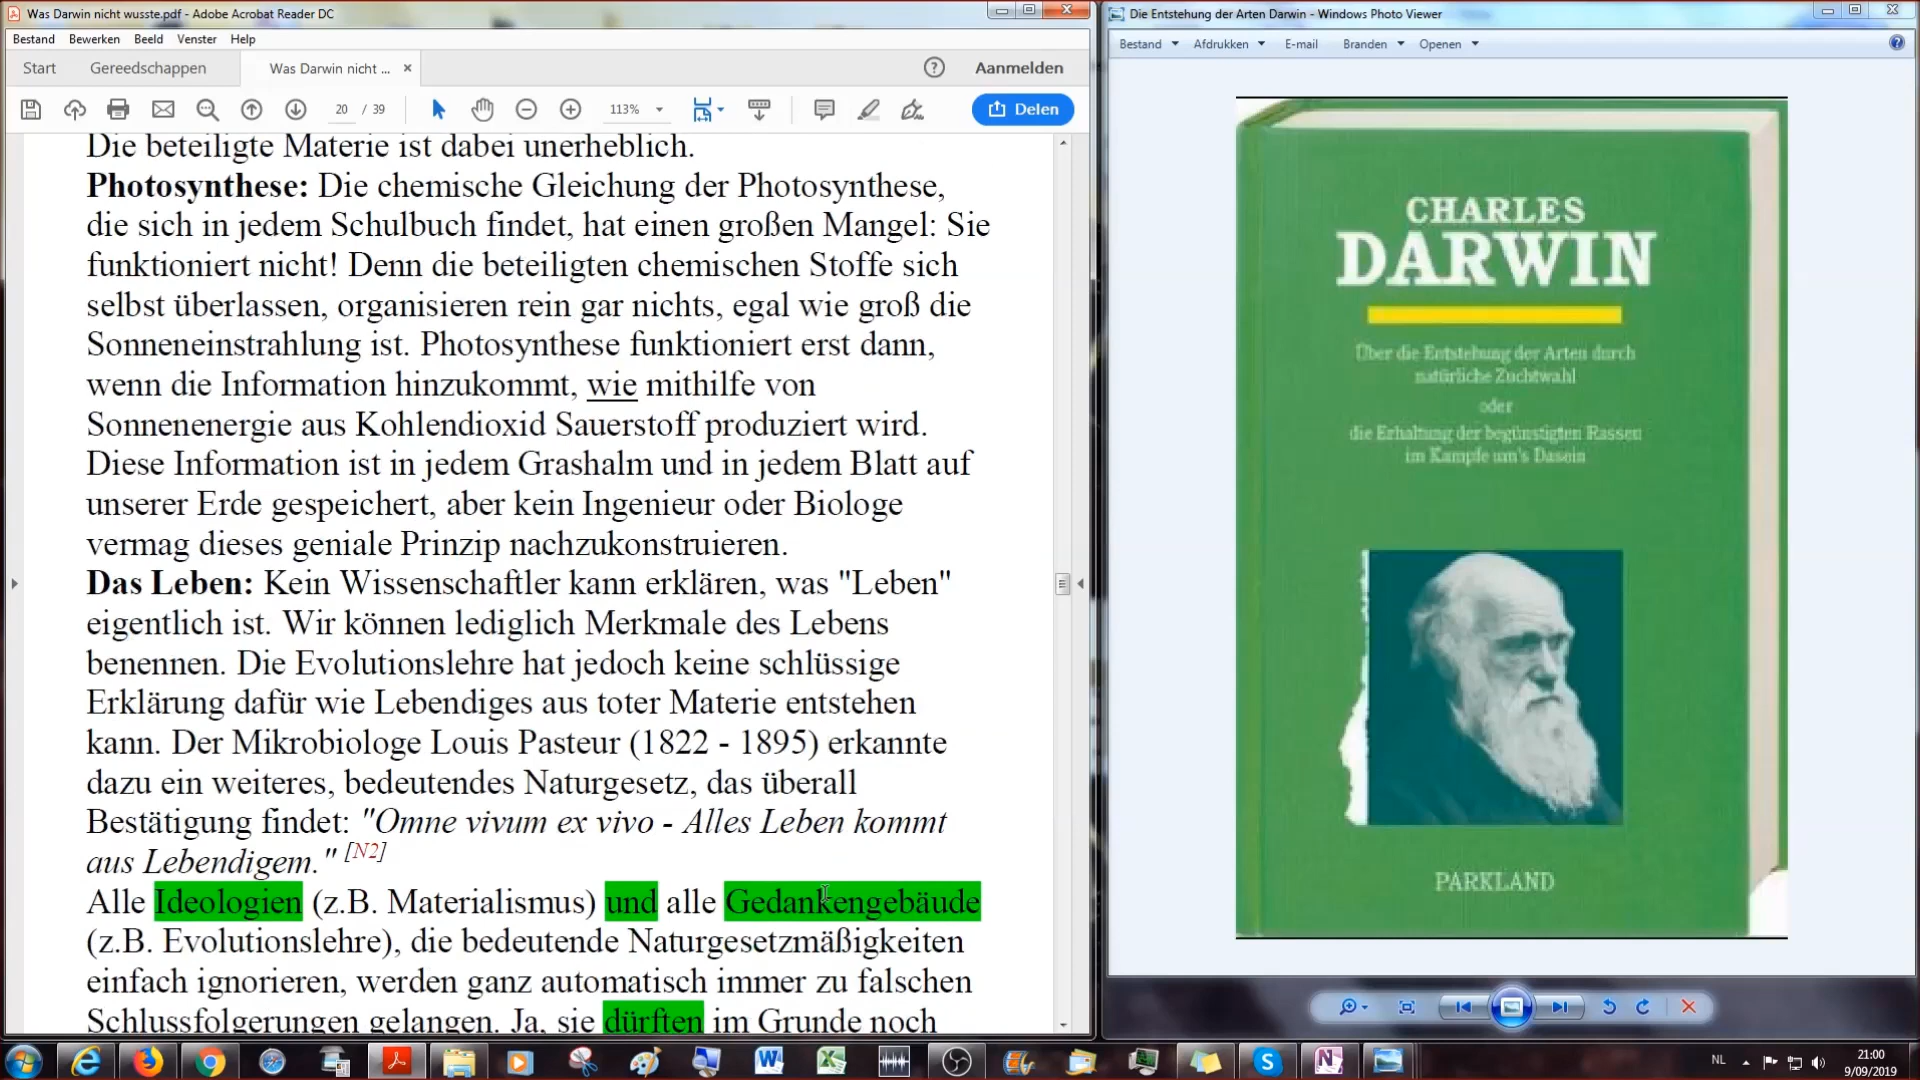 Was Darwin nicht wusste.pdf - Adobe Acrobat Reader DC
Bestand Bewerken Beeld Venster Help
Start Gereedschappen Was Darwin nicht ... × Aanmelden
20 / 39 113% Delen
Die beteiligte Materie ist dabei unerheblich.
Photosynthese: Die chemische Gleichung der Photosynthese,
die sich in jedem Schulbuch findet, hat einen großen Mangel: Sie
funktioniert nicht! Denn die beteiligten chemischen Stoffe sich
selbst überlassen, organisieren rein gar nichts, egal wie groß die
Sonneneinstrahlung ist. Photosynthese funktioniert erst dann,
wenn die Information hinzukommt, wie mithilfe von
Sonnenenergie aus Kohlendioxid Sauerstoff produziert wird.
Diese Information ist in jedem Grashalm und in jedem Blatt auf
unserer Erde gespeichert, aber kein Ingenieur oder Biologe
vermag dieses geniale Prinzip nachzukonstruieren.
Das Leben: Kein Wissenschaftler kann erklären, was "Leben"
eigentlich ist. Wir können lediglich Merkmale des Lebens
benennen. Die Evolutionslehre hat jedoch keine schlüssige
Erklärung dafür wie Lebendiges aus toter Materie entstehen
kann. Der Mikrobiologe Louis Pasteur (1822 - 1895) erkannte
dazu ein weiteres, bedeutendes Naturgesetz, das überall
Bestätigung findet: "Omne vivum ex vivo - Alles Leben kommt
aus Lebendigem." [N2]
Alle Ideologien (z.B. Materialismus) und alle Gedankengebäude
(z.B. Evolutionslehre), die bedeutende Naturgesetzmäßigkeiten
einfach ignorieren, werden ganz automatisch immer zu falschen
Schlussfolgerungen gelangen. Ja, sie dürften im Grunde noch
Die Entstehung der Arten Darwin - Windows Photo Viewer
Bestand Afdrukken E-mail Branden Openen
CHARLES
DARWIN
Über die Entstehung der Arten durch
natürliche Zuchtwahl
oder
die Erhaltung der begünstigten Rassen
im Kampfe um's Dasein
PARKLAND
NL 21:00
9/09/2019